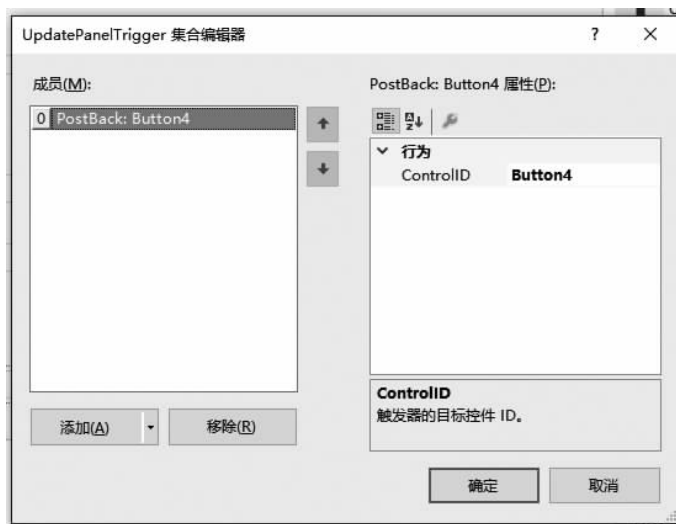 UpdatePanelTrigger 集合编辑器
? ×
成员(M):
0 PostBack: Button4
添加(A)
移除(R)
PostBack: Button4 属性(P):
行为
ControlID Button4
ControlID
触发器的目标控件 ID。
确定
取消